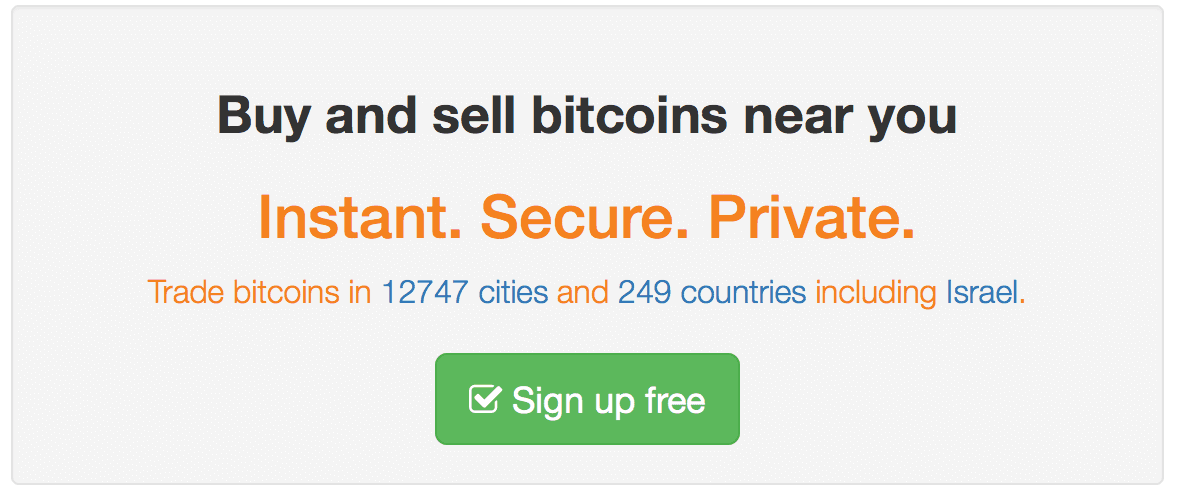 Buy and sell bitcoins near you
Instant. Secure. Private.
Trade bitcoins in 12747 cities and 249 countries including Israel.
Sign up free